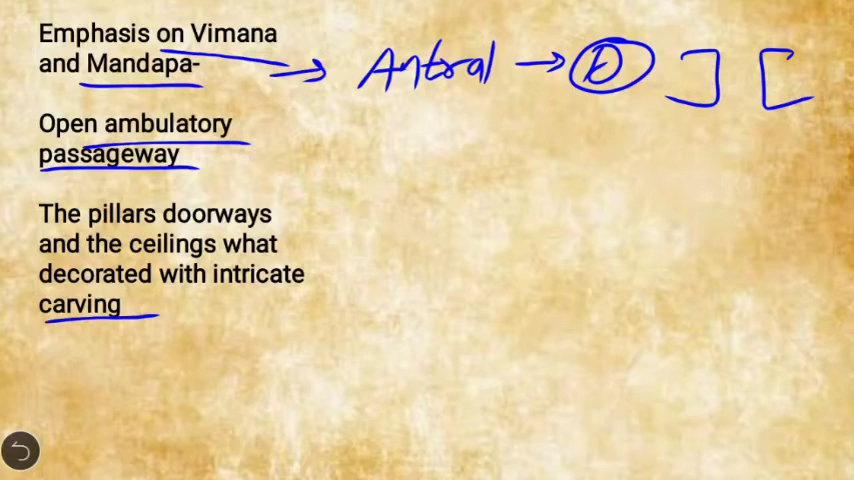 Emphasis on Vimana
and Mandapa- → Antral →
Open ambulatory
passageway
The pillars doorways
and the ceilings what
decorated with intricate
carving